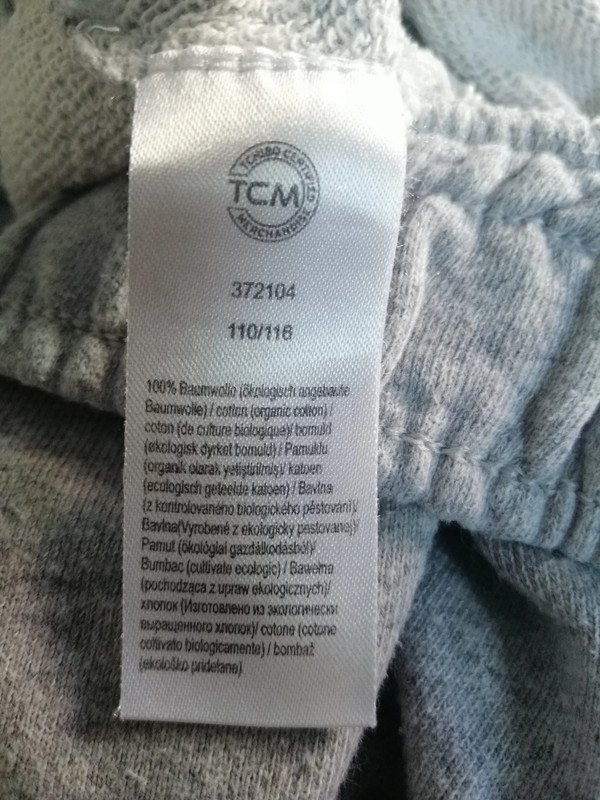 TCHIBO CERTIFIED
TCM
MERCHANDISE
372104
110/116
100% Baumwolle (ökologisch angebaute
Baumwolle) / cotton (organic cotton) /
coton (de culture biologique)/ bomuld
(økologisk dyrket bomuld) / Pamuklu
(organik olarak yetiştirilmiş)/ katoen
(ecologisch geteelde katoen) / Bavlna
(z kontrolovaného biologického pěstování)/
Bavlna(Vyrobené z ekologicky pestovanej)/
Pamut (ökológiai gazdálkodásból)/
Bumbac (cultivate ecologic) / Bawełna
(pochodząca z upraw ekologicznych)/
хлопок (Изготовлено из экологически
выращенного хлопок)/ cotone (cotone
coltivato biologicamente) / bombaž
(ekološko pridelane)